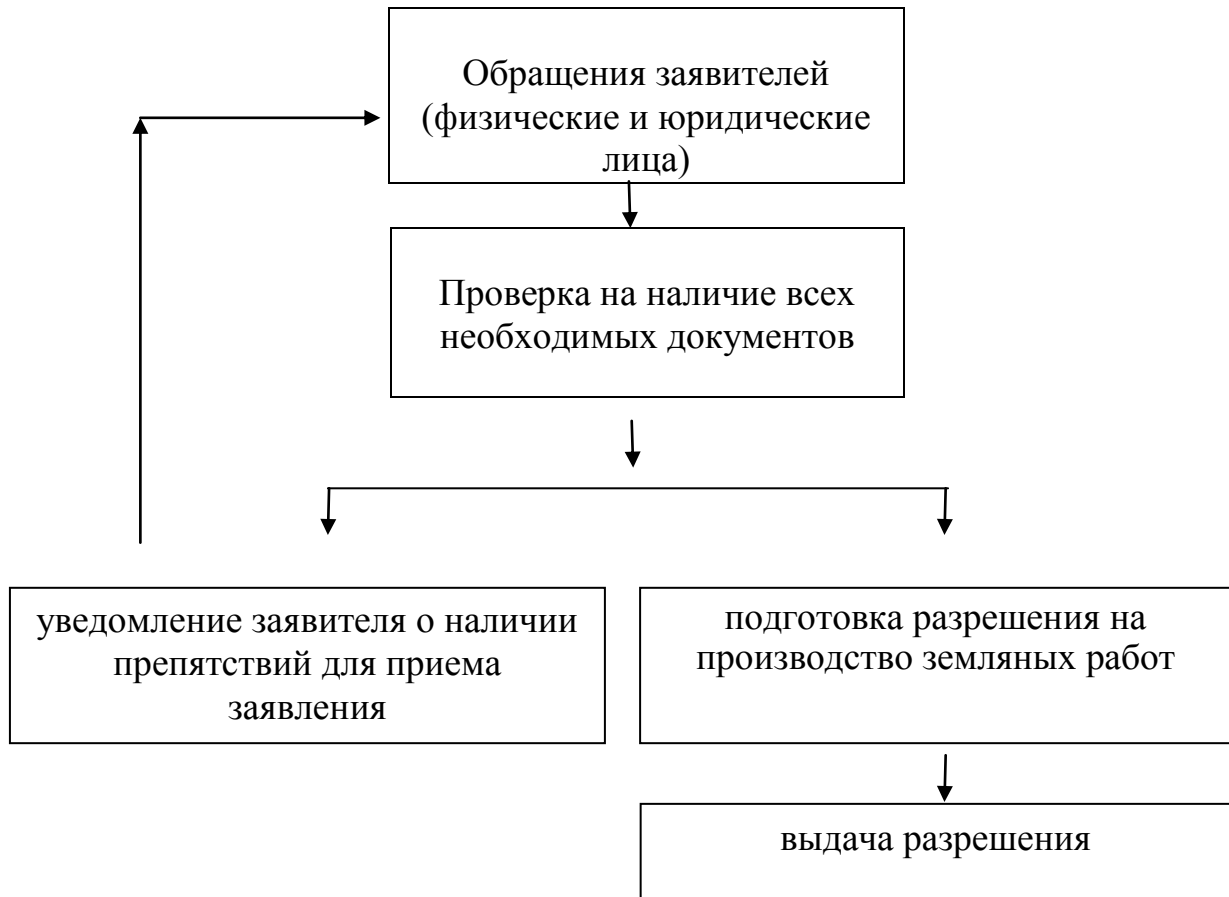 Обращения заявителей
(физические и юридические
лица)
Проверка на наличие всех
необходимых документов
уведомление заявителя о наличии
препятствий для приема
заявления
подготовка разрешения на
производство земляных работ
выдача разрешения